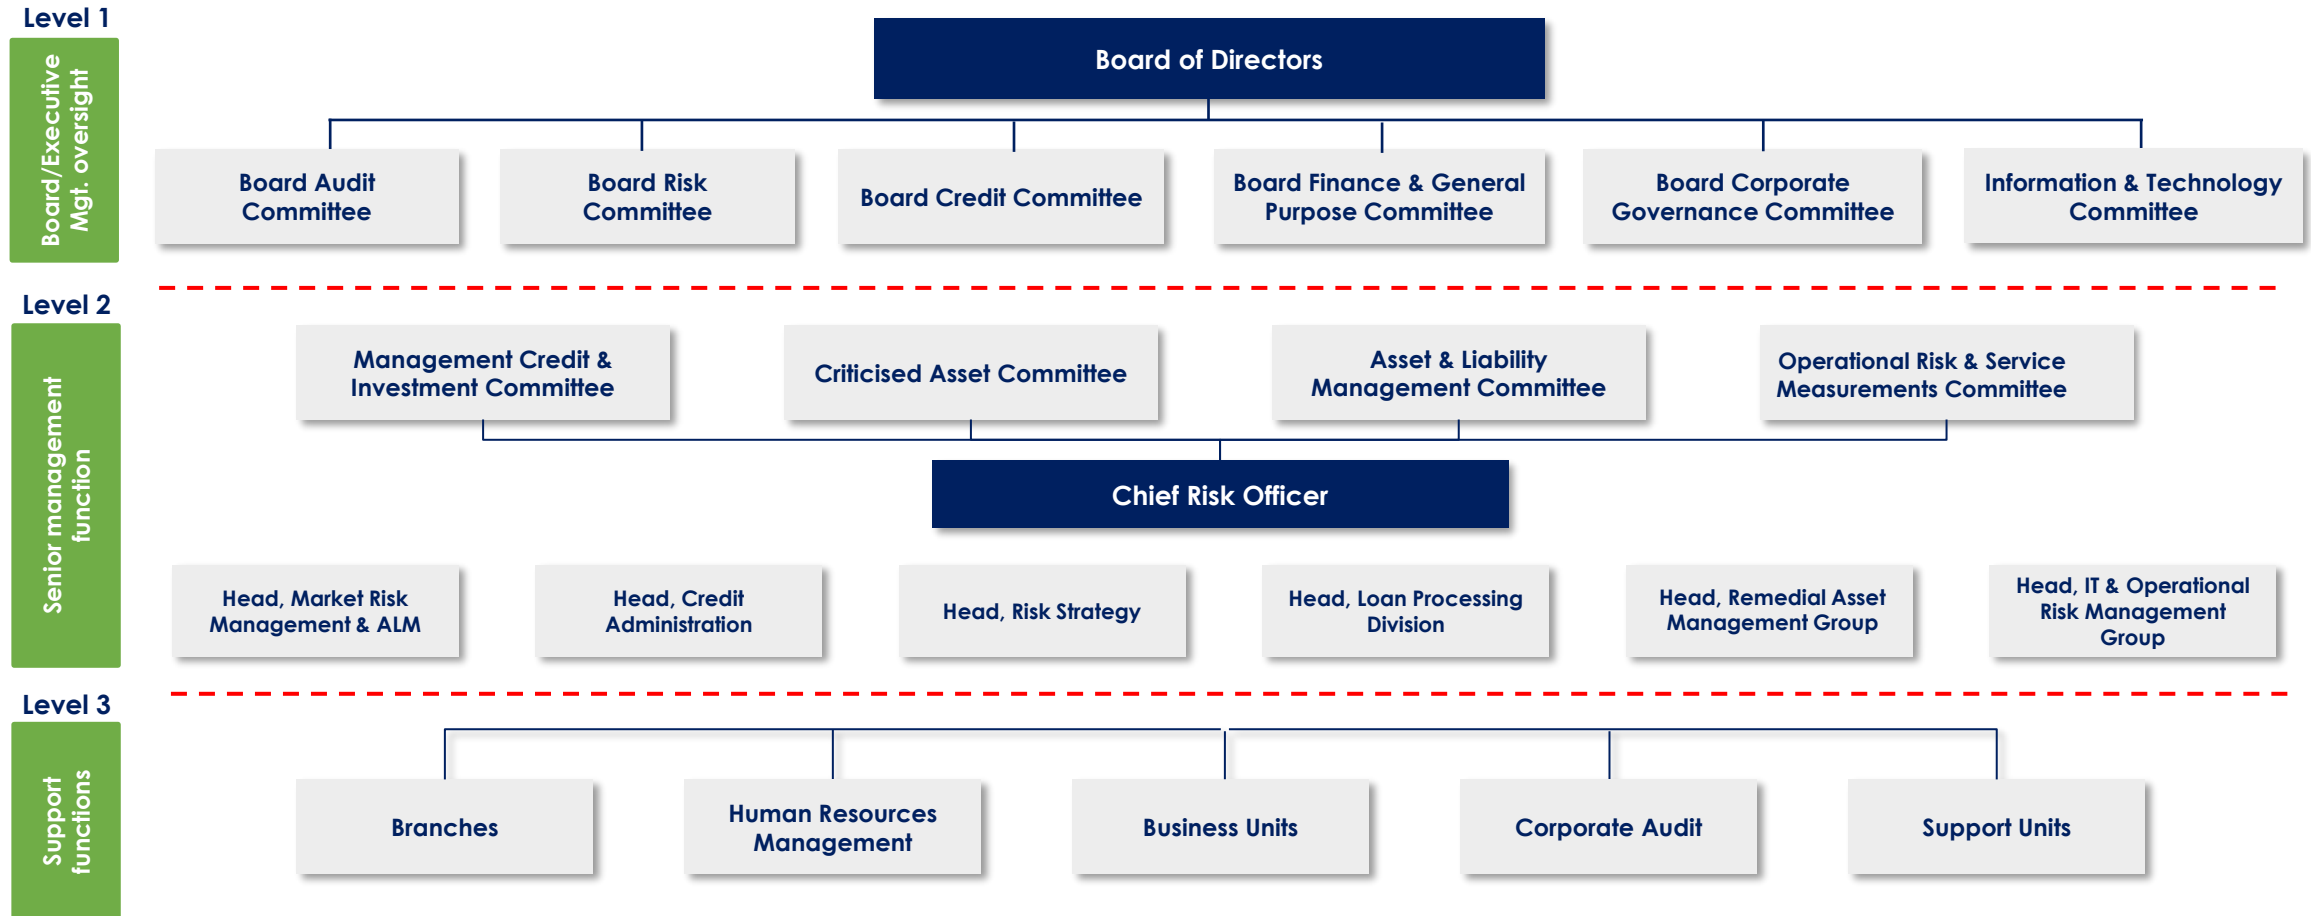 Level 1
Board/Executive
Mgt. oversight
Board of Directors
Board Audit
Committee
Board Risk
Committee
Board Credit Committee
Board Finance & General
Purpose Committee
Board Corporate
Governance Committee
Information & Technology
Committee
Level 2
Senior management
function
Management Credit &
Investment Committee
Criticised Asset Committee
Asset & Liability
Management Committee
Operational Risk & Service
Measurements Committee
Chief Risk Officer
Head, Market Risk
Management & ALM
Head, Credit
Administration
Head, Risk Strategy
Head, Loan Processing
Division
Head, Remedial Asset
Management Group
Head, IT & Operational
Risk Management
Group
Level 3
Support
functions
Branches
Human Resources
Management
Business Units
Corporate Audit
Support Units